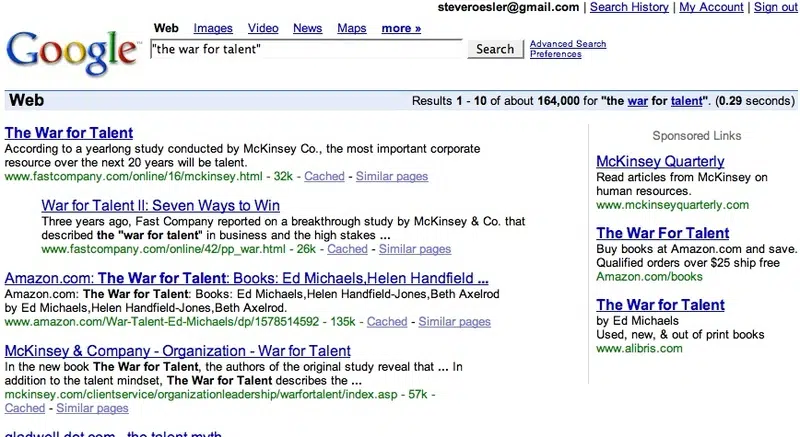 steveroesler@gmail.com | Search History | My Account | Sign out
Web Images Video News Maps more »
Google™
"the war for talent" Search Advanced Search
Preferences
Web Results 1 - 10 of about 164,000 for "the war for talent". (0.29 seconds)
The War for Talent
According to a yearlong study conducted by McKinsey Co., the most important corporate
resource over the next 20 years will be talent.
www.fastcompany.com/online/16/mckinsey.html - 32k - Cached - Similar pages
War for Talent II: Seven Ways to Win
Three years ago, Fast Company reported on a breakthrough study by McKinsey & Co. that
described the "war for talent" in business and the high stakes ...
www.fastcompany.com/online/42/pp_war.html - 26k - Cached - Similar pages
Amazon.com: The War for Talent: Books: Ed Michaels,Helen Handfield ...
Amazon.com: The War for Talent: Books: Ed Michaels,Helen Handfield-Jones,Beth Axelrod
by Ed Michaels,Helen Handfield-Jones,Beth Axelrod.
www.amazon.com/War-Talent-Ed-Michaels/dp/1578514592 - 135k - Cached - Similar pages
McKinsey & Company - Organization - War for Talent
In the new book The War for Talent, the authors of the original study reveal that ... In
addition to the talent mindset, The War for Talent describes the ...
mckinsey.com/clientservice/organizationleadership/warfortalent/index.asp - 57k -
Cached - Similar pages
gladwell dot com - the talent myth
Sponsored Links
McKinsey Quarterly
Read articles from McKinsey on
human resources.
www.mckinseyquarterly.com
The War For Talent
Buy books at Amazon.com and save.
Qualified orders over $25 ship free
Amazon.com/books
The War for Talent
by Ed Michaels
Used, new, & out of print books
www.alibris.com